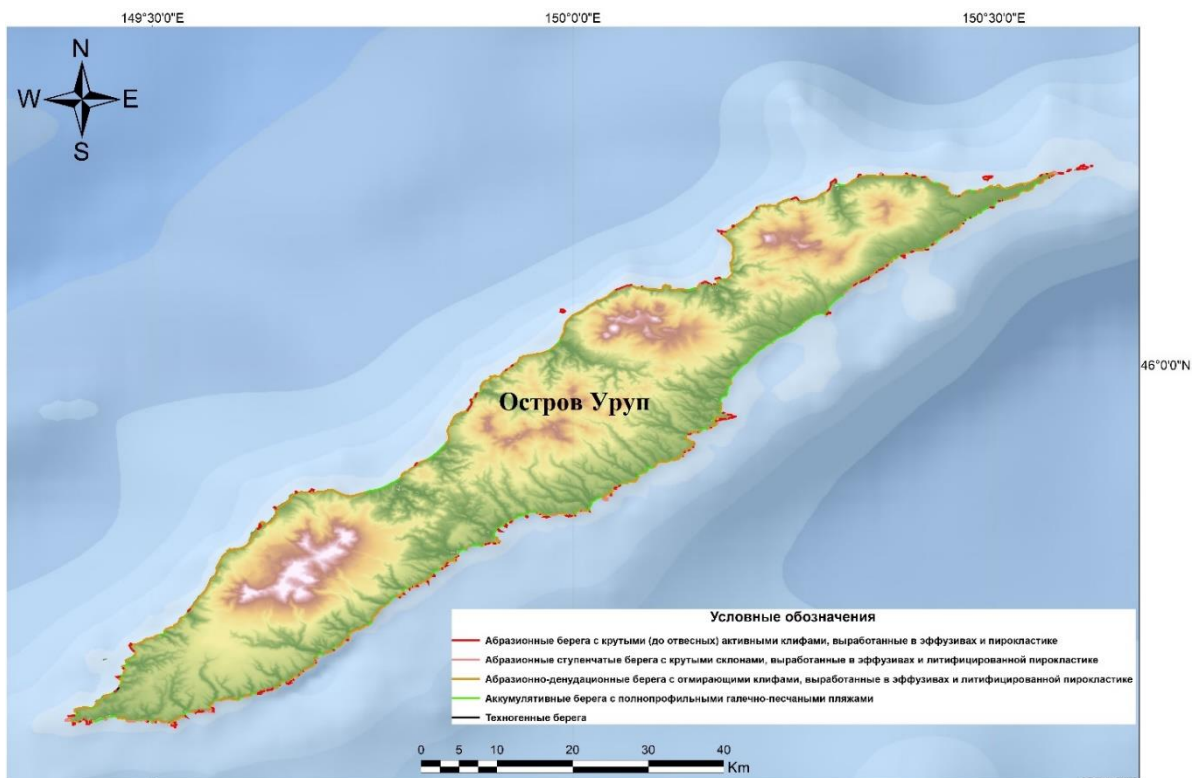 149°30'0"E 150°0'0"E 150°30'0"E
N
W E
S
46°0'0"N
Остров Уруп
Условные обозначения
Абразионные берега с крутыми (до отвесных) активными клифами, выработанные в эффузивах и пирокластике
Абразионные ступенчатые берега с крутыми склонами, выработанные в эффузивах и литифицированной пирокластике
Абразионно-денудационные берега с отмирающими клифами, выработанные в эффузивах и литифицированной пирокластике
Аккумулятивные берега с полнопрофильными галечно-песчаными пляжами
Техногенные берега
0 5 10 20 30 40
Km